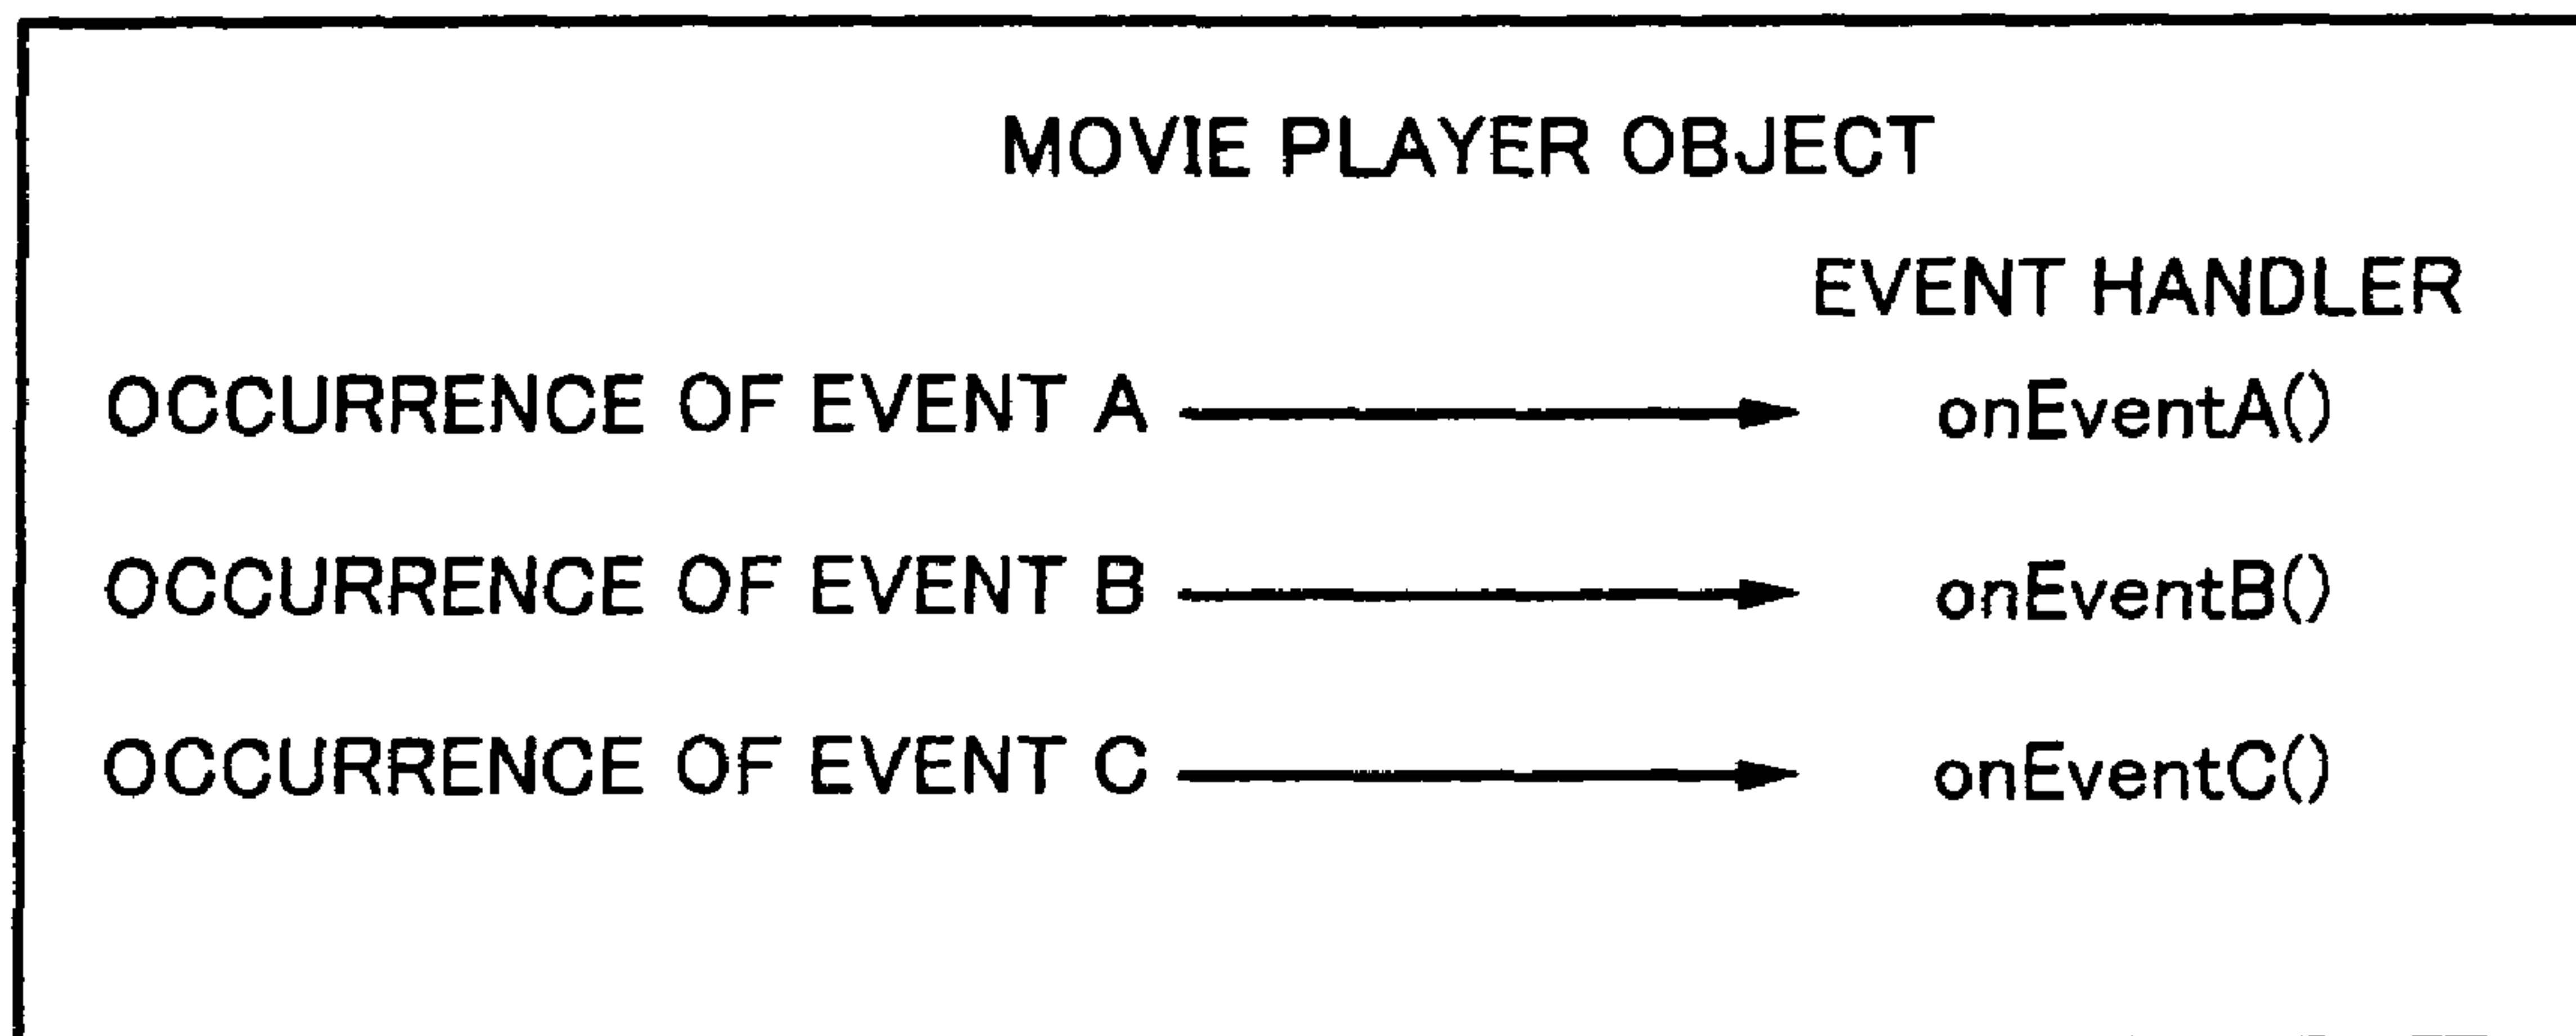 MOVIE PLAYER OBJECT
EVENT HANDLER
OCCURRENCE OF EVENT A onEventA()
OCCURRENCE OF EVENT B onEventB()
OCCURRENCE OF EVENT C onEventC()